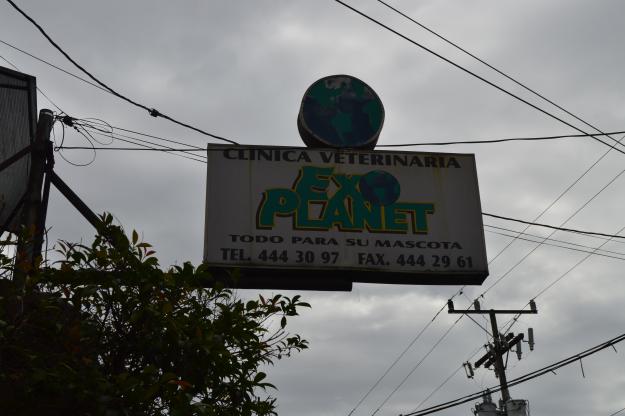 CLINICA VETERINARIA
EXO
PLANET
TODO PARA SU MASCOTA
TEL. 444 30 97 FAX. 444 29 61